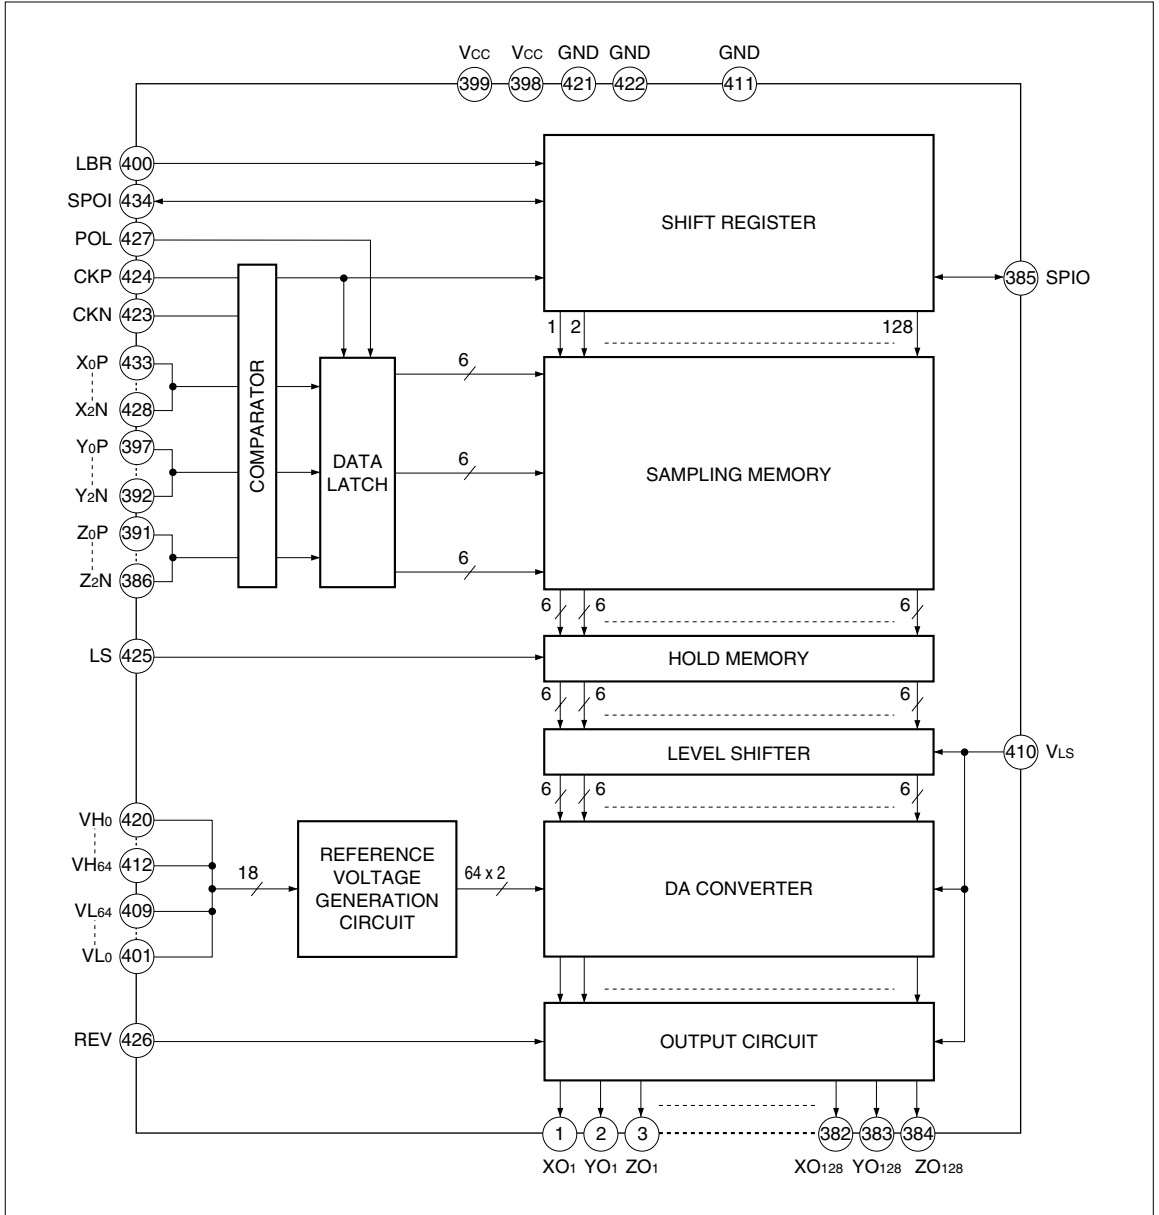 VCC VCC GND GND GND
399 398 421 422 411
LBR 400
SPOI 434
POL 427
CKP 424
CKN 423
X0P 433
X2N 428
Y0P 397
Y2N 392
Z0P 391
Z2N 386
COMPARATOR
DATA
LATCH
SHIFT REGISTER
385 SPIO
1 2 128
6
6
6
SAMPLING MEMORY
6 6 6
LS 425
HOLD MEMORY
6 6 6
LEVEL SHIFTER
410 VLS
6 6 6
VH0 420
VH64 412
VL64 409
VL0 401
18
REFERENCE
VOLTAGE
GENERATION
CIRCUIT
64 x 2
DA CONVERTER
REV 426
OUTPUT CIRCUIT
1 2 3 382 383 384
XO1 YO1 ZO1 XO128 YO128 ZO128